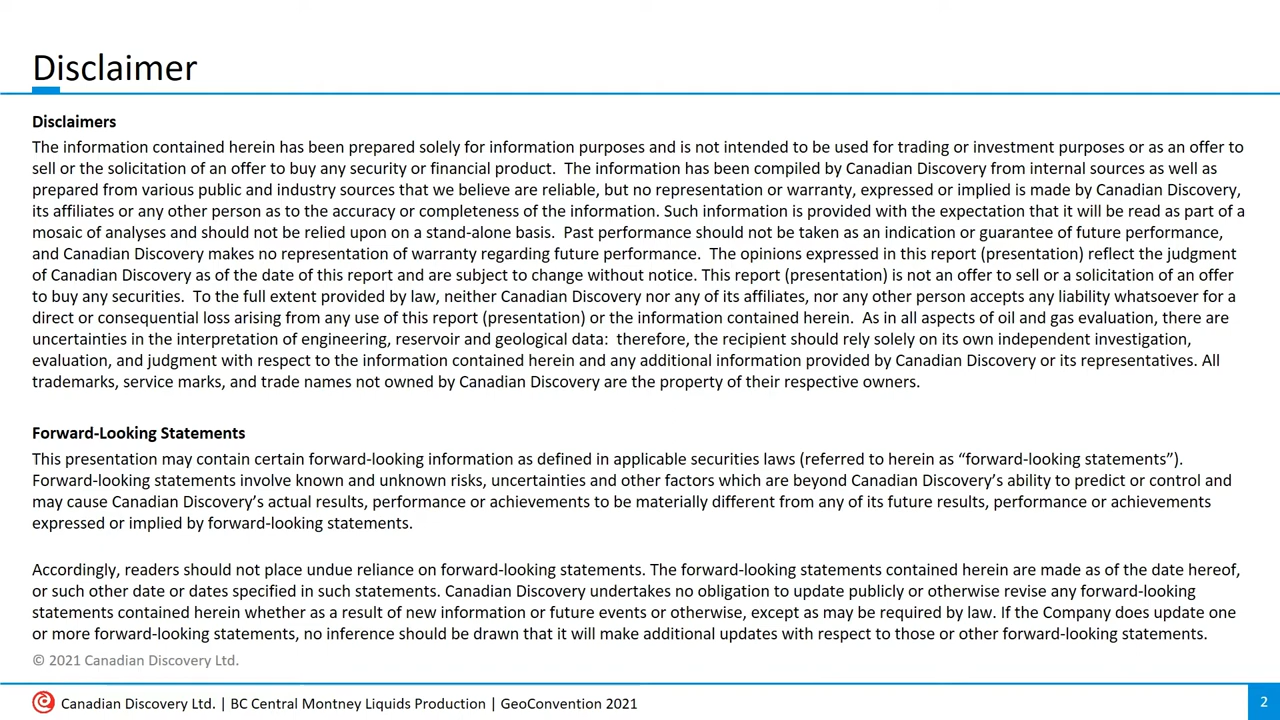 Disclaimer
Disclaimers
The information contained herein has been prepared solely for information purposes and is not intended to be used for trading or investment purposes or as an offer to
sell or the solicitation of an offer to buy any security or financial product.  The information has been compiled by Canadian Discovery from internal sources as well as
prepared from various public and industry sources that we believe are reliable, but no representation or warranty, expressed or implied is made by Canadian Discovery,
its affiliates or any other person as to the accuracy or completeness of the information. Such information is provided with the expectation that it will be read as part of a
mosaic of analyses and should not be relied upon on a stand-alone basis.  Past performance should not be taken as an indication or guarantee of future performance,
and Canadian Discovery makes no representation of warranty regarding future performance.  The opinions expressed in this report (presentation) reflect the judgment
of Canadian Discovery as of the date of this report and are subject to change without notice. This report (presentation) is not an offer to sell or a solicitation of an offer
to buy any securities.  To the full extent provided by law, neither Canadian Discovery nor any of its affiliates, nor any other person accepts any liability whatsoever for a
direct or consequential loss arising from any use of this report (presentation) or the information contained herein.  As in all aspects of oil and gas evaluation, there are
uncertainties in the interpretation of engineering, reservoir and geological data:  therefore, the recipient should rely solely on its own independent investigation,
evaluation, and judgment with respect to the information contained herein and any additional information provided by Canadian Discovery or its representatives. All
trademarks, service marks, and trade names not owned by Canadian Discovery are the property of their respective owners.
Forward-Looking Statements
This presentation may contain certain forward-looking information as defined in applicable securities laws (referred to herein as “forward-looking statements”).
Forward-looking statements involve known and unknown risks, uncertainties and other factors which are beyond Canadian Discovery’s ability to predict or control and
may cause Canadian Discovery’s actual results, performance or achievements to be materially different from any of its future results, performance or achievements
expressed or implied by forward-looking statements.
Accordingly, readers should not place undue reliance on forward-looking statements. The forward-looking statements contained herein are made as of the date hereof,
or such other date or dates specified in such statements. Canadian Discovery undertakes no obligation to update publicly or otherwise revise any forward-looking
statements contained herein whether as a result of new information or future events or otherwise, except as may be required by law. If the Company does update one
or more forward-looking statements, no inference should be drawn that it will make additional updates with respect to those or other forward-looking statements.
© 2021 Canadian Discovery Ltd.
Canadian Discovery Ltd. | BC Central Montney Liquids Production | GeoConvention 2021
2